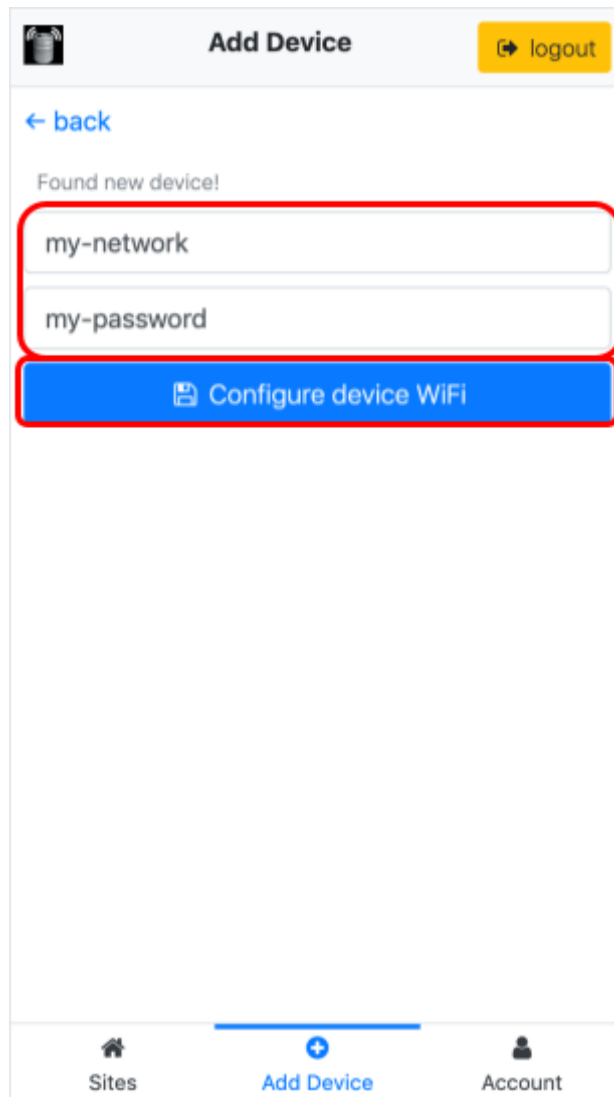 Add Device
logout
← back
Found new device!
my-network
my-password
Configure device WiFi
Sites
Add Device
Account